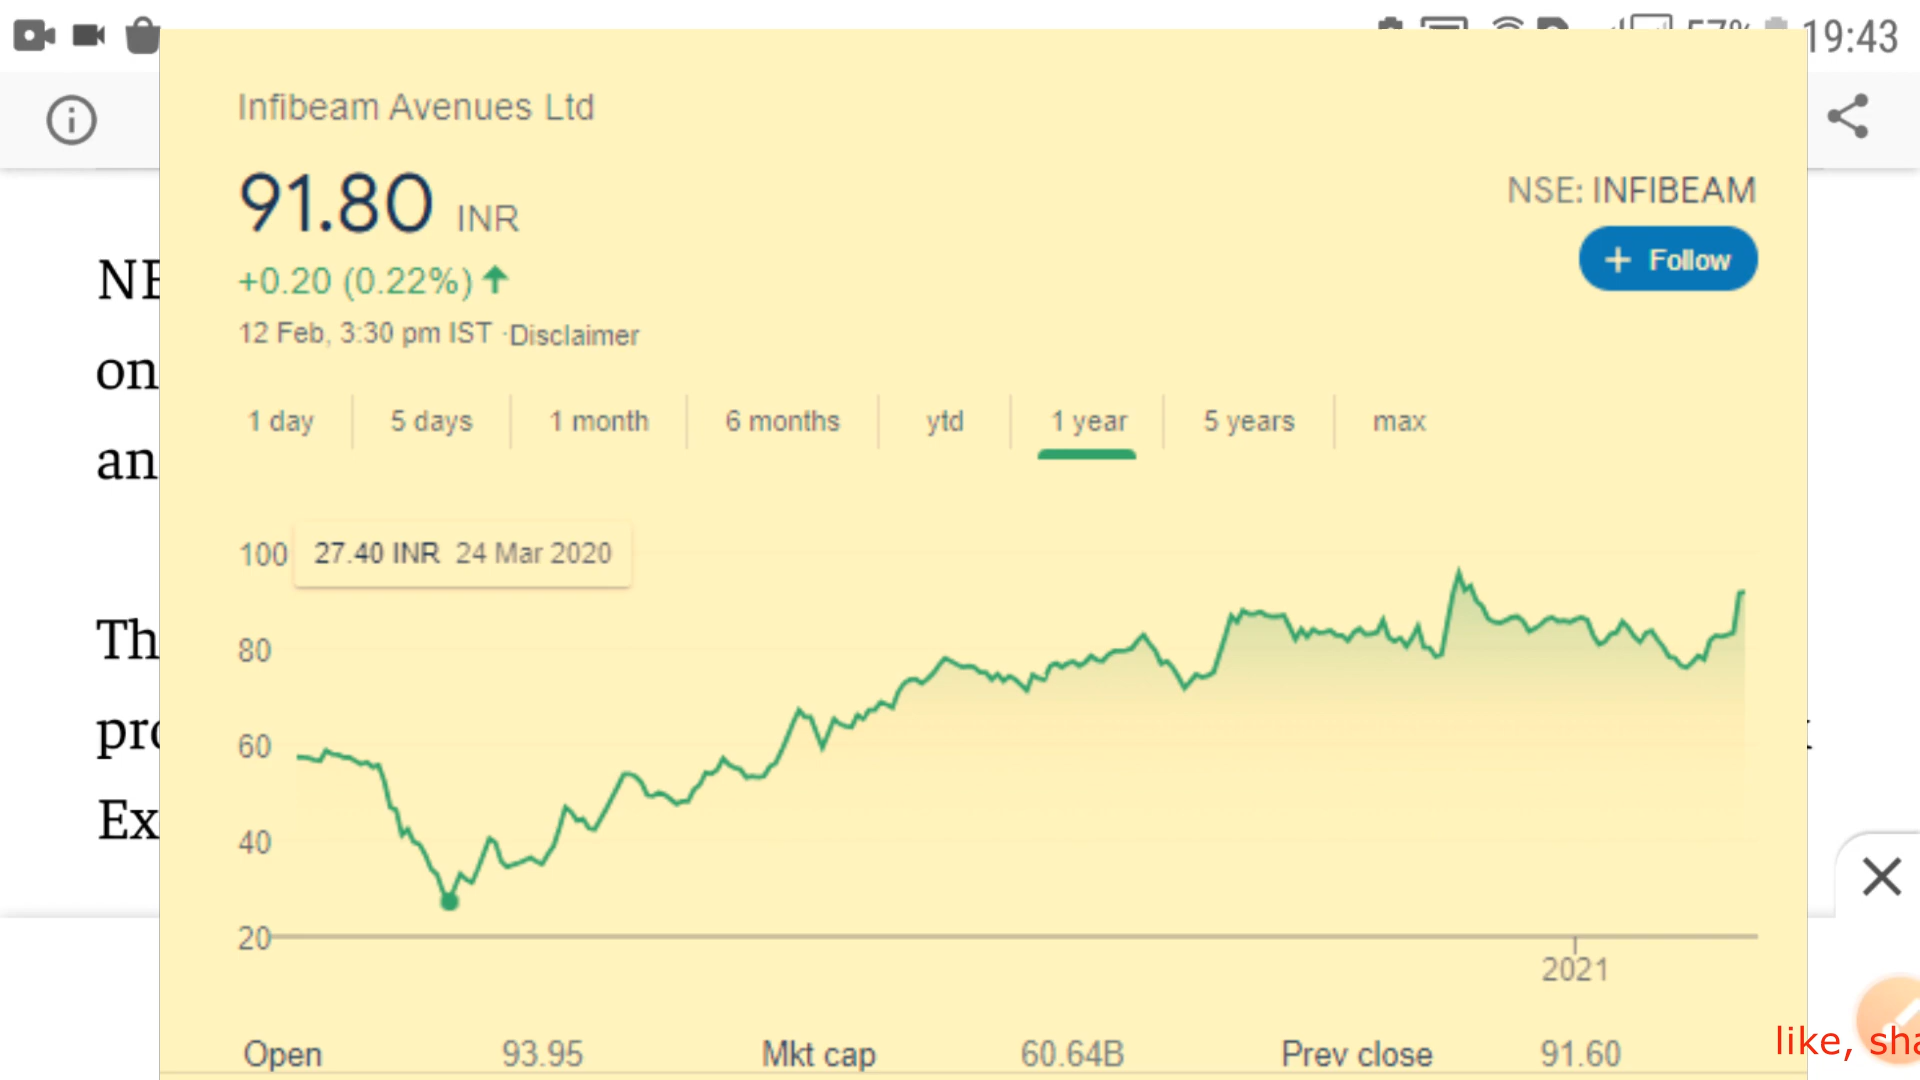 19:43
Infibeam Avenues Ltd
91.80 INR
NSE: INFIBEAM
+ Follow
+0.20 (0.22%)
12 Feb, 3:30 pm IST ·Disclaimer
1 day 5 days 1 month 6 months ytd 1 year 5 years max
100
27.40 INR 24 Mar 2020
80
60
40
20
2021
Open 93.95 Mkt cap 60.64B Prev close 91.60
on
an
Th
Ex
like,